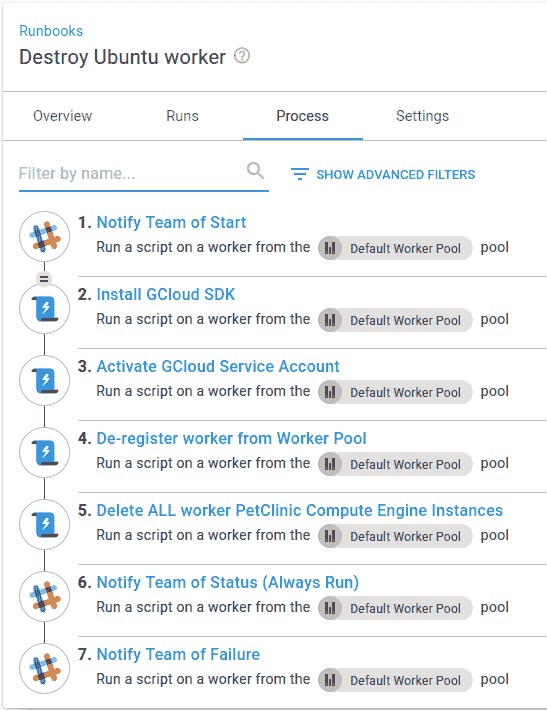 Runbooks
Destroy Ubuntu worker ?
Overview Runs Process Settings
Filter by name... SHOW ADVANCED FILTERS
1. Notify Team of Start
Run a script on a worker from the Default Worker Pool pool
2. Install GCloud SDK
Run a script on a worker from the Default Worker Pool pool
3. Activate GCloud Service Account
Run a script on a worker from the Default Worker Pool pool
4. De-register worker from Worker Pool
Run a script on a worker from the Default Worker Pool pool
5. Delete ALL worker PetClinic Compute Engine Instances
Run a script on a worker from the Default Worker Pool pool
6. Notify Team of Status (Always Run)
Run a script on a worker from the Default Worker Pool pool
7. Notify Team of Failure
Run a script on a worker from the Default Worker Pool pool